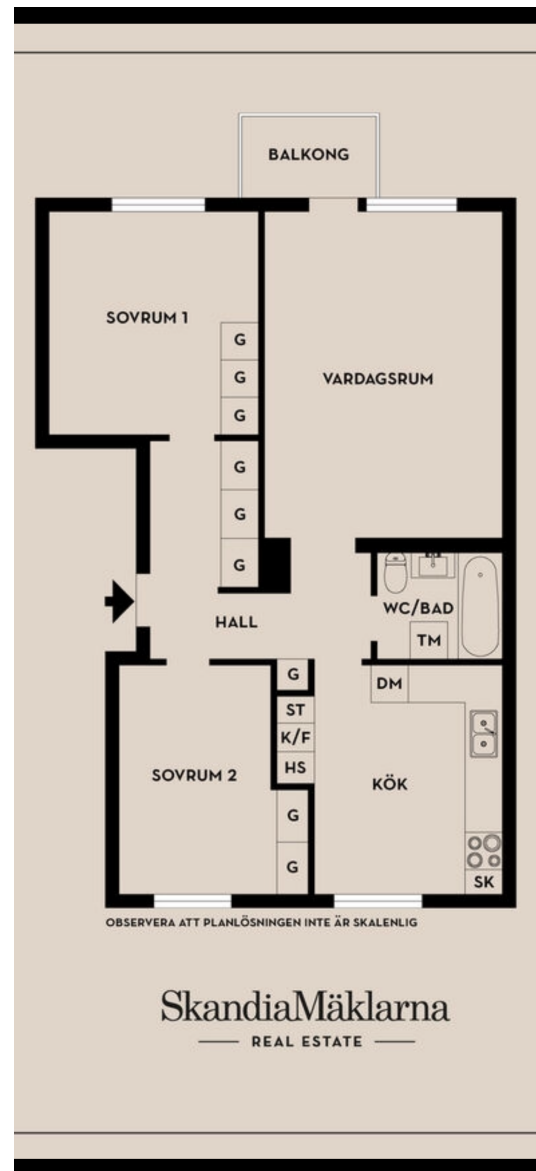 BALKONG
SOVRUM 1
G
G
G
VARDAGSRUM
G
G
G
HALL
WC/BAD
TM
G
ST
K/F
HS
DM
SOVRUM 2
KÖK
G
G
SK
OBSERVERA ATT PLANLÖSNINGEN INTE ÄR SKALENLIG
SkandiaMäklarna
REAL ESTATE